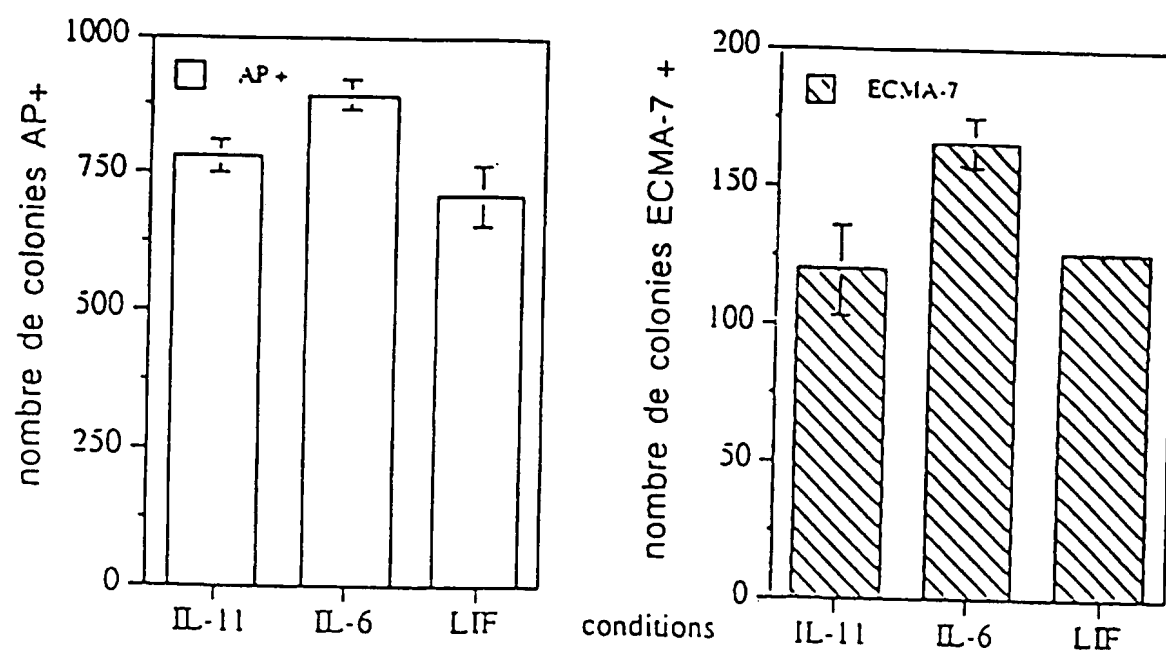 nombre de colonies AP+
1000
750
500
250
0
AP+
IL-11 IL-6 LIF
conditions
nombre de colonies ECMA-7 +
200
150
100
50
0
ECMA-7
IL-11 IL-6 LIF